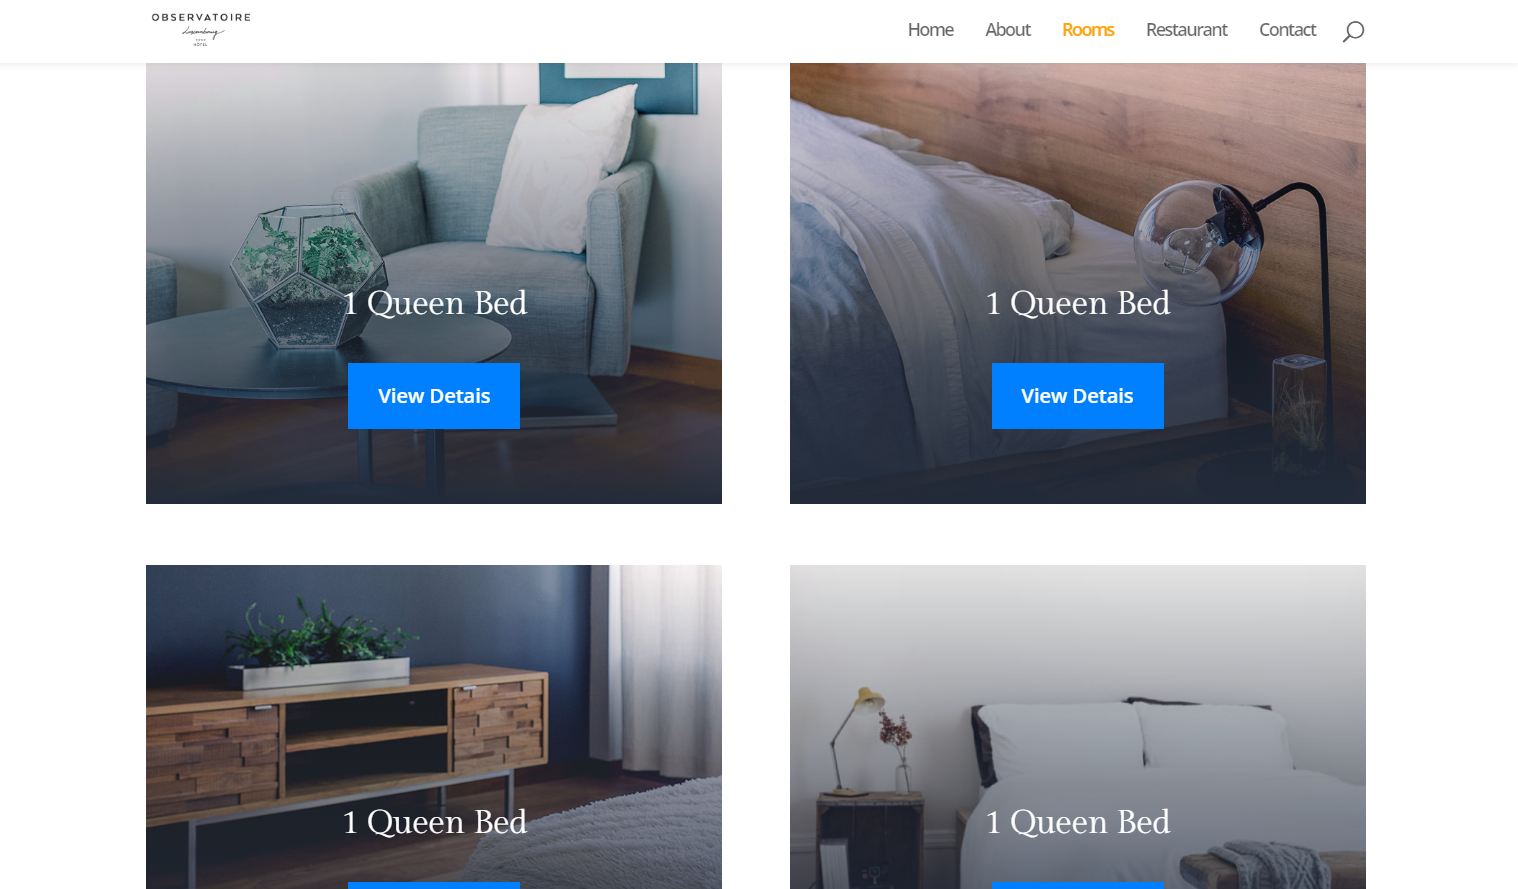 OBSERVATOIRE
Luxembourg
HÔTEL
Home About Rooms Restaurant Contact
1 Queen Bed
1 Queen Bed
View Detais
View Detais
1 Queen Bed
1 Queen Bed